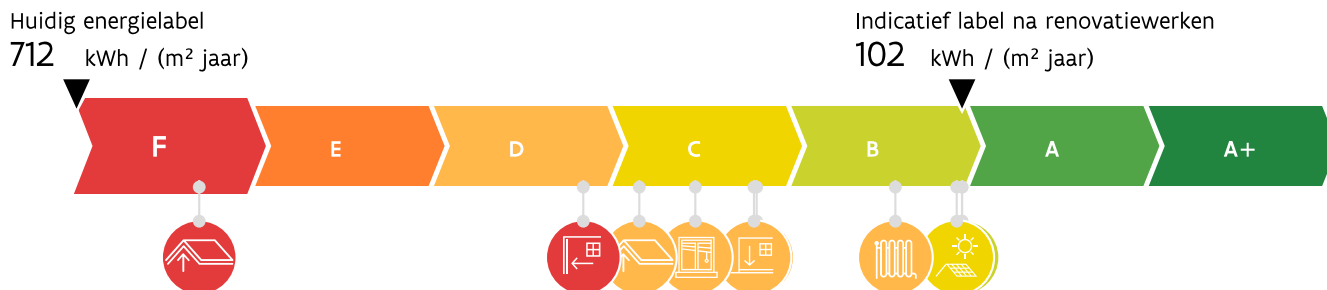 Huidig energielabel
712 kWh / (m² jaar)
Indicatief label na renovatiewerken
102 kWh / (m² jaar)
F E D C B A A+